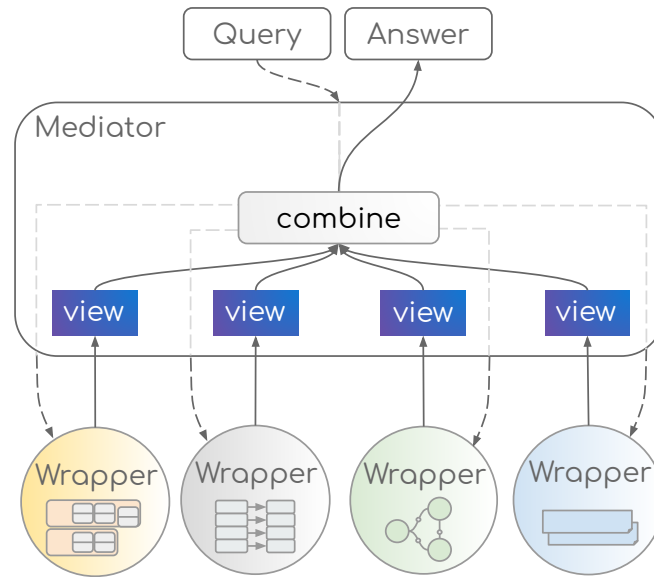 Query
Answer
Mediator
combine
view
view
view
view
Wrapper
Wrapper
Wrapper
Wrapper